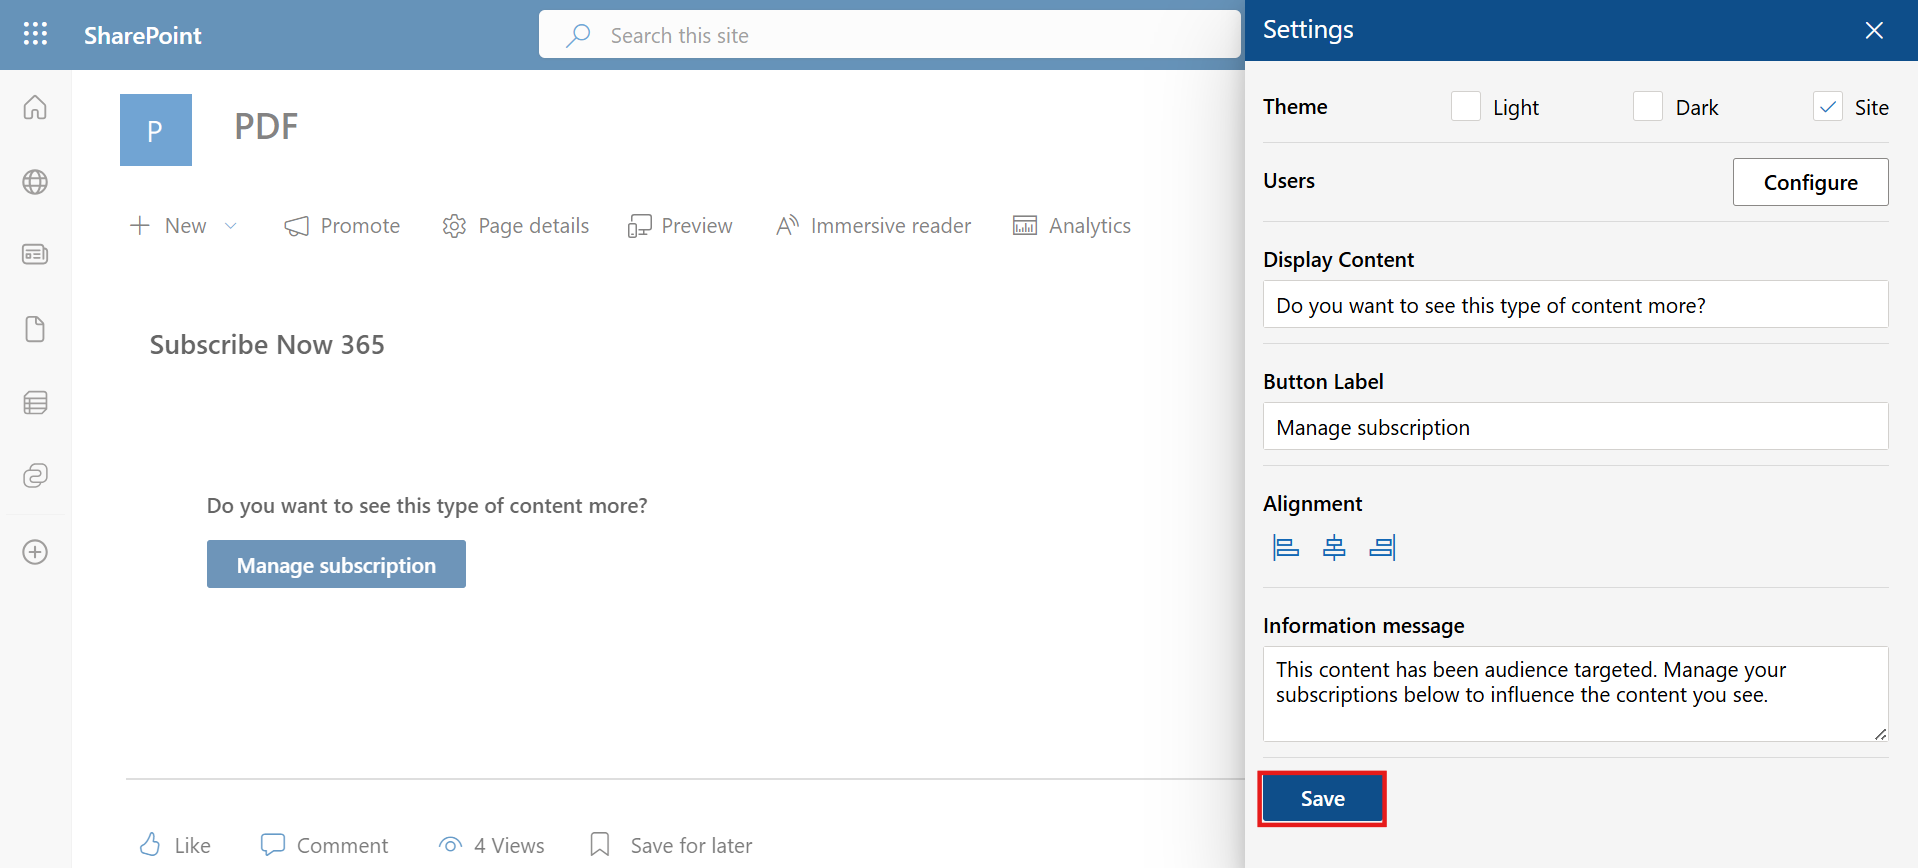 SharePoint
Search this site
P
PDF
New
Promote
Page details
Preview
Immersive reader
Analytics
Subscribe Now 365
Do you want to see this type of content more?
Manage subscription
Like
Comment
4 Views
Save for later
Settings
Theme
Light
Dark
Site
Users
Configure
Display Content
Do you want to see this type of content more?
Button Label
Manage subscription
Alignment
Information message
This content has been audience targeted. Manage your
subscriptions below to influence the content you see.
Save